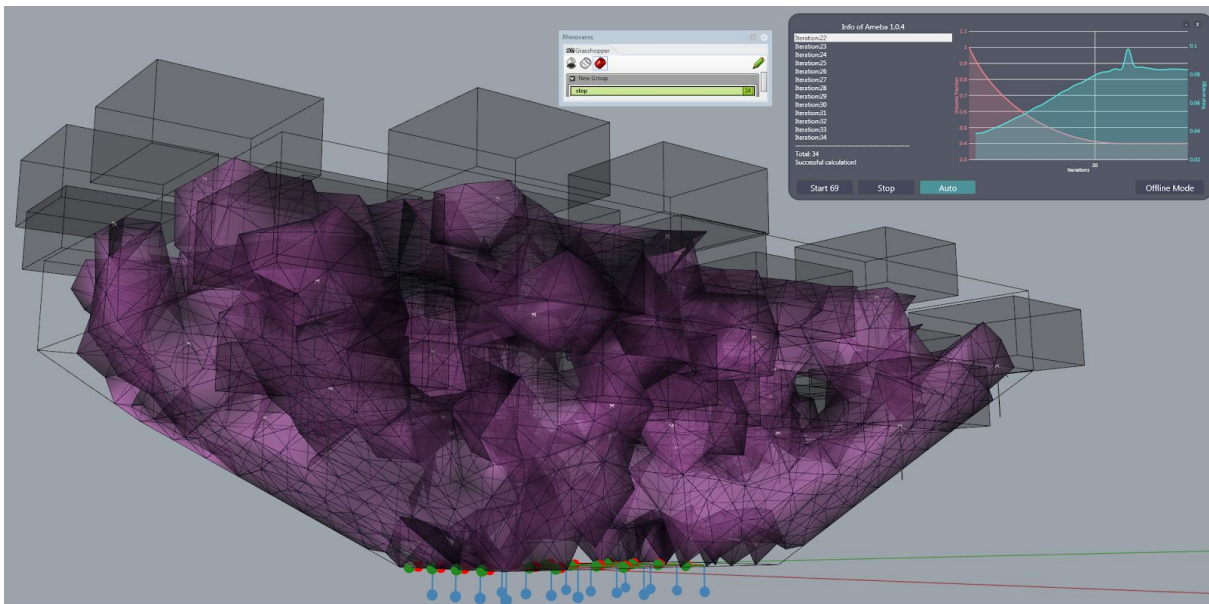 Rhinoceros
Grasshopper
New Group
step 34
Info of Ameba 1.0.4
- x
Iteration:22
Iteration:23
Iteration:24
Iteration:25
Iteration:26
Iteration:27
Iteration:28
Iteration:29
Iteration:30
Iteration:31
Iteration:32
Iteration:33
Iteration:34
Total: 34
Successful calculation!
1.1
1
0.9
0.8
0.7
0.6
0.5
0.4
0.3
Volume fraction
0.1
0.08
0.06
0.04
0.02
Total energy
20
Iterations
Start 69 Stop Auto Offline Mode